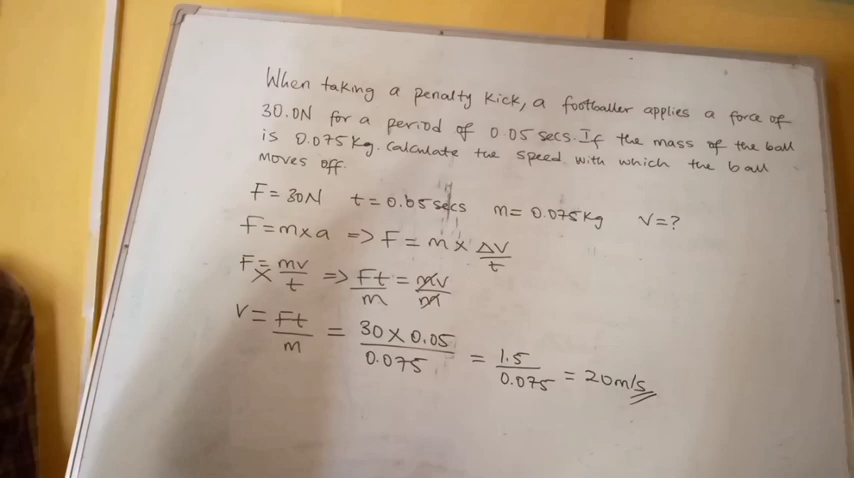 When taking a penalty kick, a footballer applies a force of
30.0N for a period of 0.05 secs. If the mass of the ball
is 0.075kg. Calculate the speed with which the ball
moves off.
F = 30N t = 0.05 secs m = 0.075kg V = ?
F = m x a => F = m x ΔV/t
F = mv/t => Ft/m = mv/m
V = Ft/m = 30 x 0.05/0.075 = 1.5/0.075 = 20m/s